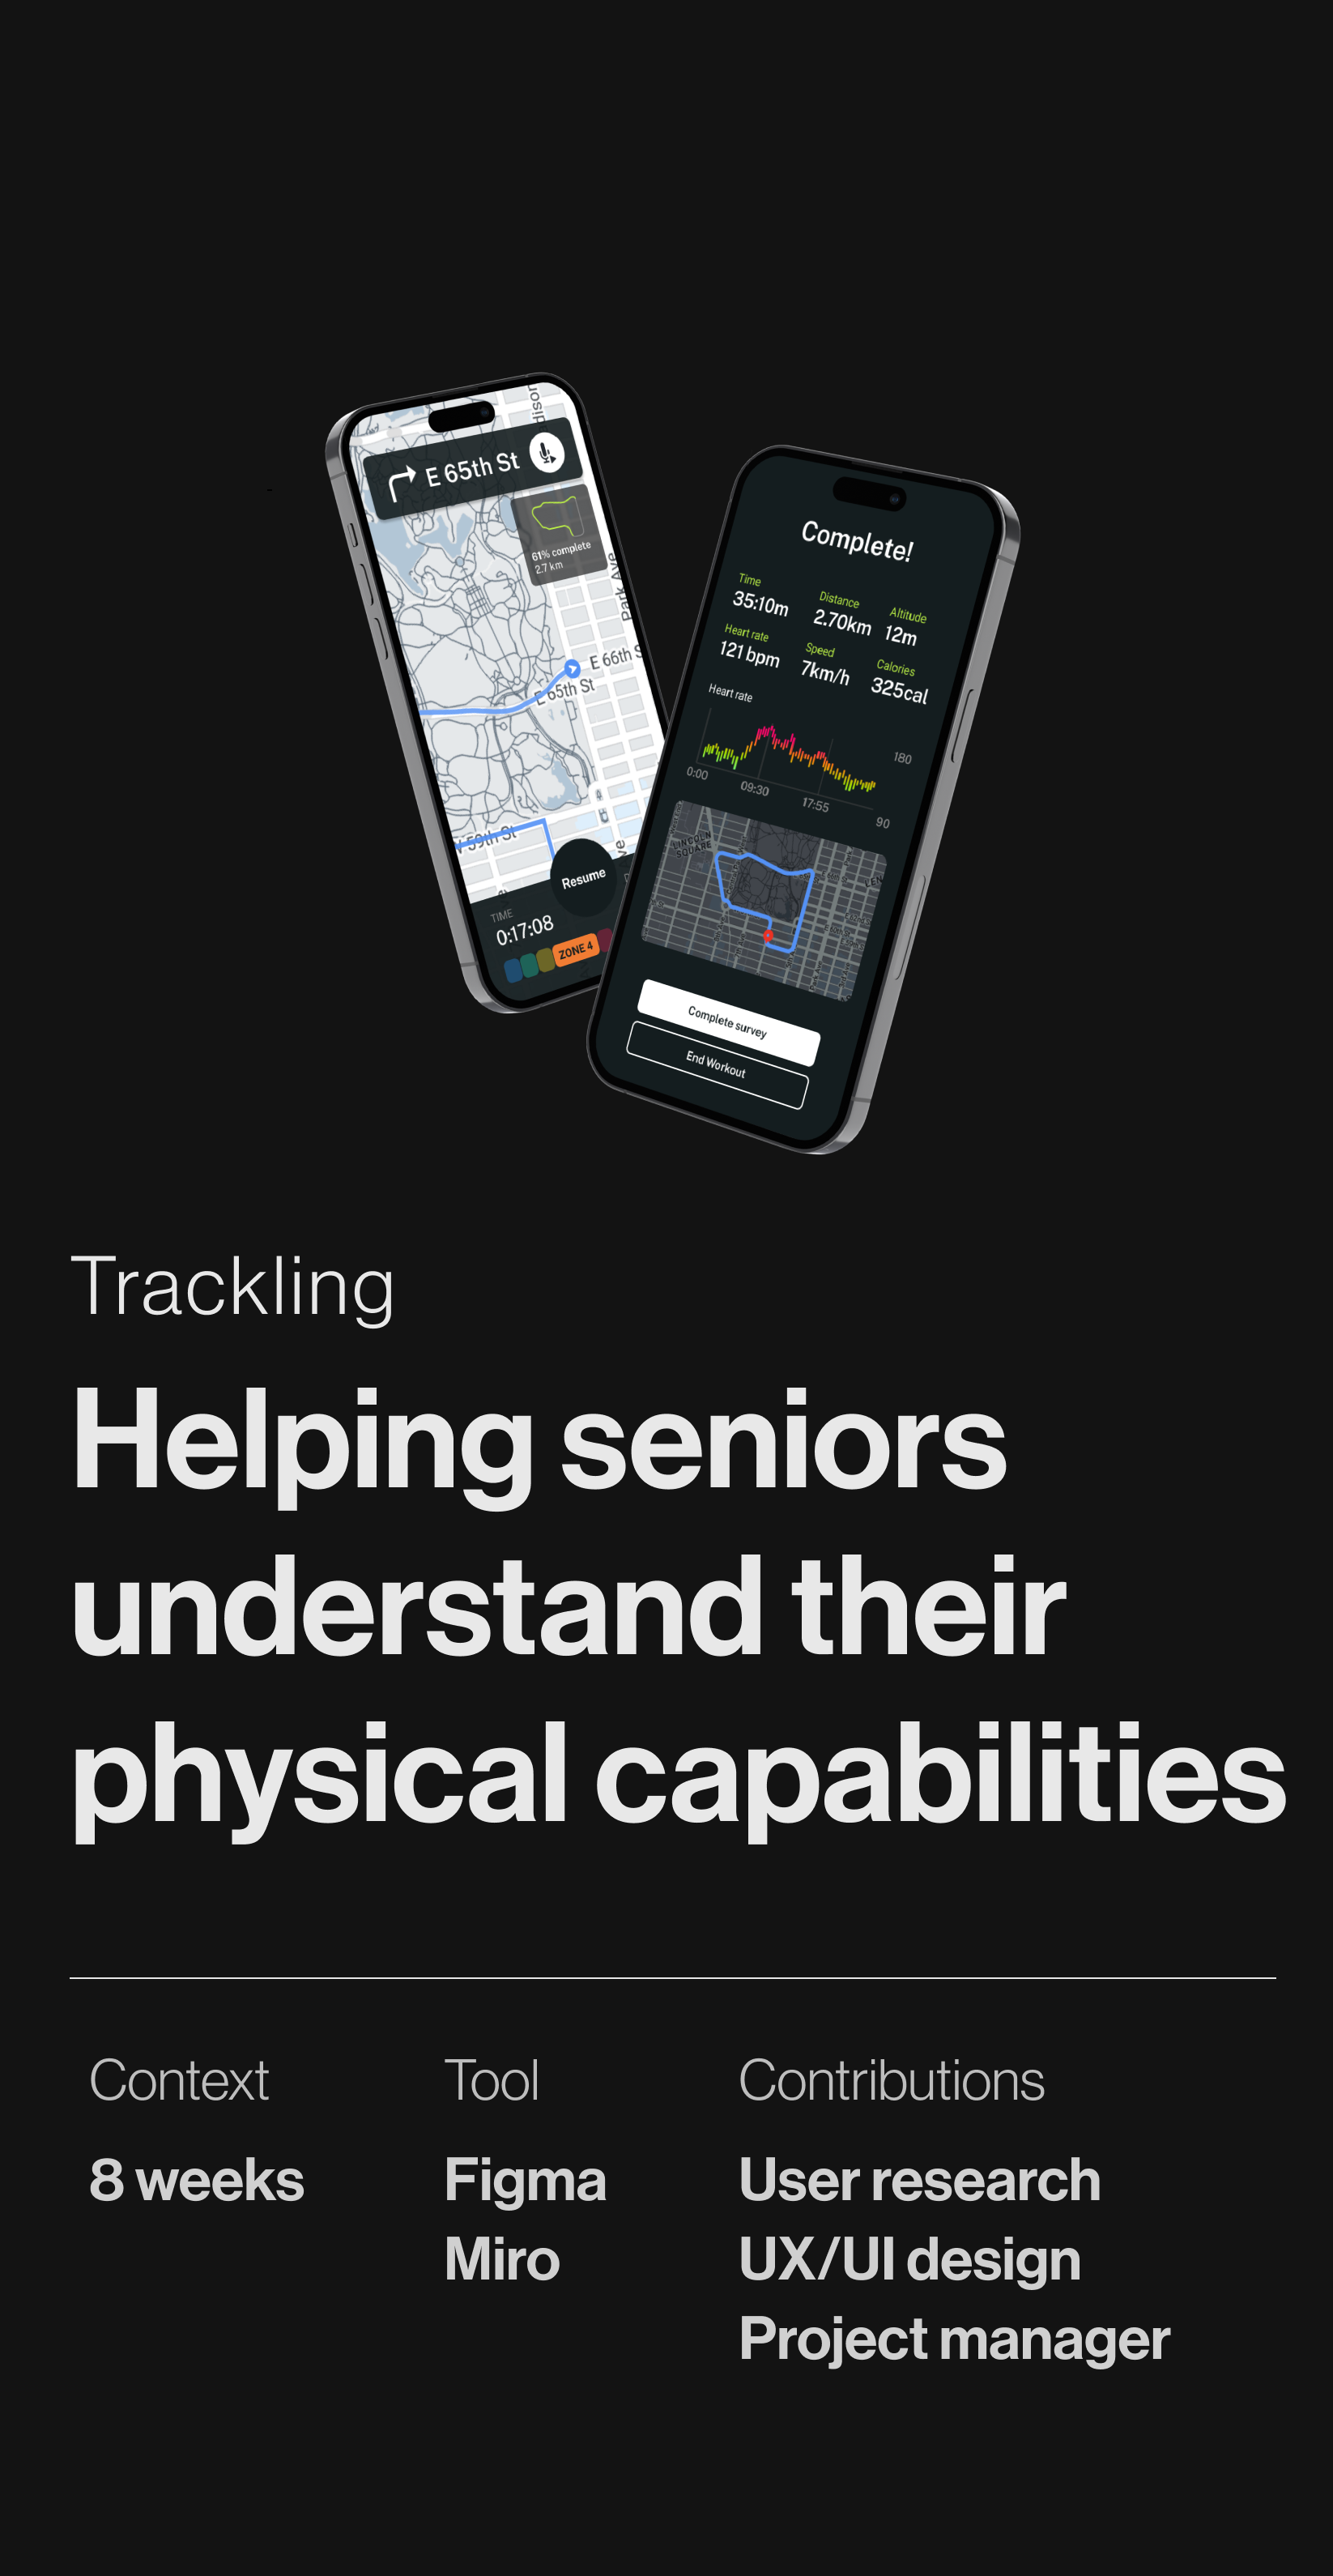 E 65th St
61% complete
2.7 km
Park Ave
E 66th S
E 65th St
W 59th St
Resume
TIME
0:17:08
ZONE 4
Complete!
Time
35:10m
Distance
2.70km
Altitude
12m
Heart rate
121 bpm
Speed
7km/h
Calories
325cal
Heart rate
180
0:00
09:30
17:55
90
LINCOLN
SQUARE
Complete survey
End Workout
Trackling
Helping seniors
understand their
physical capabilities
Context
8 weeks
Tool
Figma
Miro
Contributions
User research
UX/UI design
Project manager